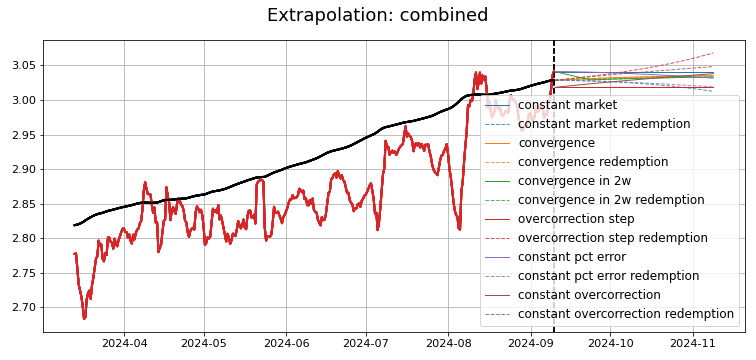 Extrapolation: combined
3.05
3.00
2.95
2.90
2.85
2.80
2.75
2.70
constant market
constant market redemption
convergence
convergence redemption
convergence in 2w
convergence in 2w redemption
overcorrection step
overcorrection step redemption
constant pct error
constant pct error redemption
constant overcorrection
constant overcorrection redemption
2024-04 2024-05 2024-06 2024-07 2024-08 2024-09 2024-10 2024-11